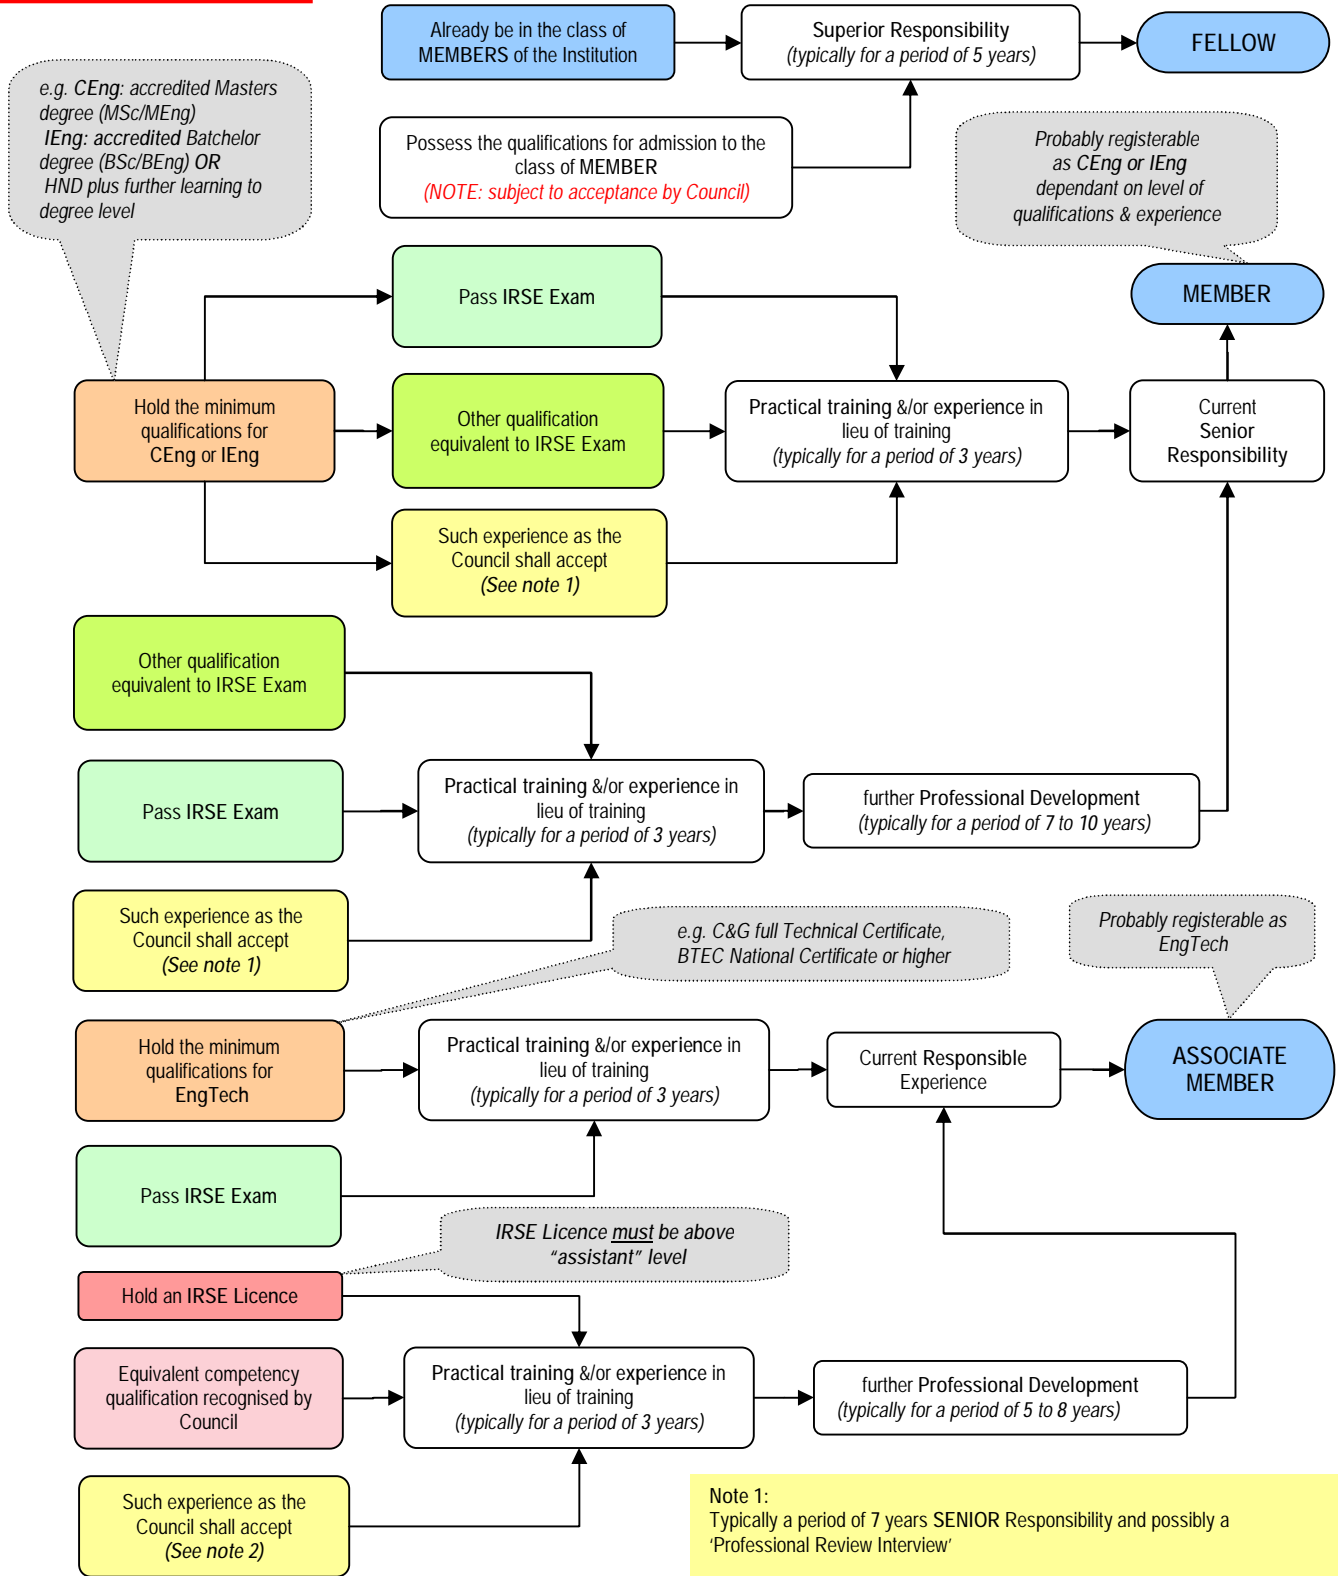 Already be in the class of
MEMBERS of the Institution
Superior Responsibility
(typically for a period of 5 years)
FELLOW
e.g. CEng: accredited Masters
degree (MSc/MEng)
IEng: accredited Batchelor
degree (BSc/BEng) OR
HND plus further learning to
degree level
Possess the qualifications for admission to the
class of MEMBER
(NOTE: subject to acceptance by Council)
Probably registerable
as CEng or IEng
dependant on level of
qualifications & experience
Pass IRSE Exam
MEMBER
Hold the minimum
qualifications for
CEng or IEng
Other qualification
equivalent to IRSE Exam
Practical training &/or experience in
lieu of training
(typically for a period of 3 years)
Current
Senior
Responsibility
Such experience as the
Council shall accept
(See note 1)
Other qualification
equivalent to IRSE Exam
Pass IRSE Exam
Practical training &/or experience in
lieu of training
(typically for a period of 3 years)
further Professional Development
(typically for a period of 7 to 10 years)
Such experience as the
Council shall accept
(See note 1)
e.g. C&G full Technical Certificate,
BTEC National Certificate or higher
Probably registerable as
EngTech
Hold the minimum
qualifications for
EngTech
Practical training &/or experience in
lieu of training
(typically for a period of 3 years)
Current Responsible
Experience
ASSOCIATE
MEMBER
Pass IRSE Exam
IRSE Licence must be above
“assistant” level
Hold an IRSE Licence
Equivalent competency
qualification recognised by
Council
Practical training &/or experience in
lieu of training
(typically for a period of 3 years)
further Professional Development
(typically for a period of 5 to 8 years)
Such experience as the
Council shall accept
(See note 2)
Note 1:
Typically a period of 7 years SENIOR Responsibility and possibly a
‘Professional Review Interview’